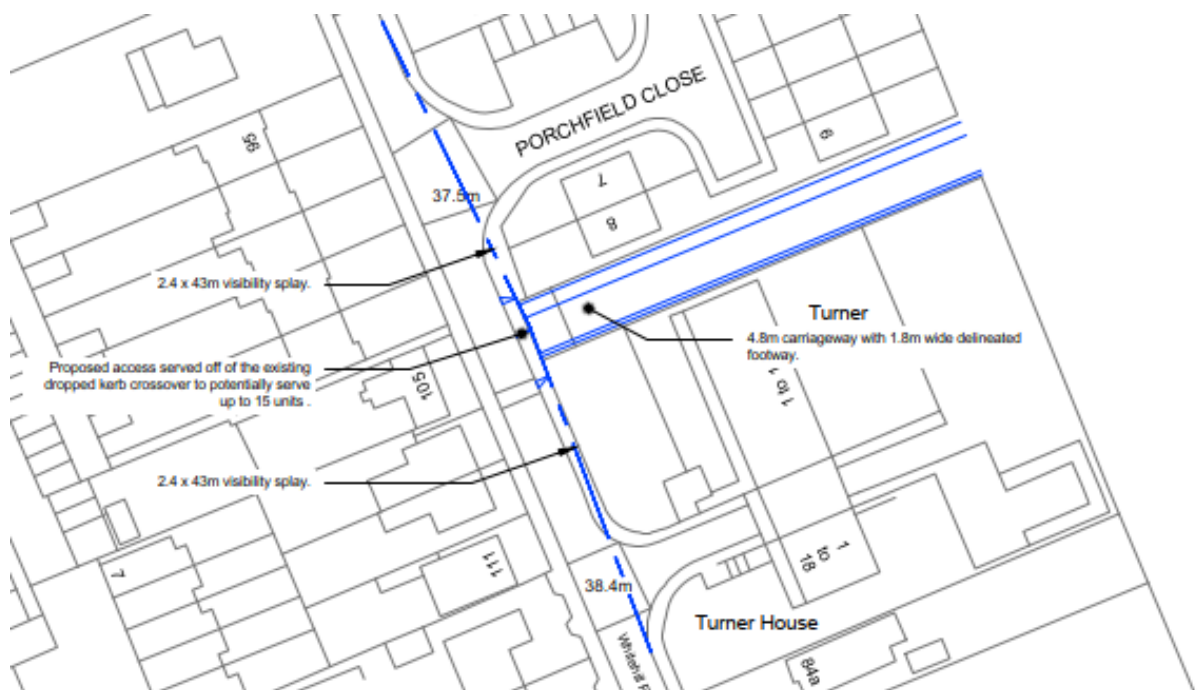 95
PORCHFIELD CLOSE
6
7
8
37.5m
2.4 x 43m visibility splay.
Turner
4.8m carriageway with 1.8m wide delineated
footway.
Proposed access served off of the existing
dropped kerb crossover to potentially serve
up to 15 units .
105
1 to 1
2.4 x 43m visibility splay.
111
7
1
to
18
38.4m
Turner House
Whitehill R
84a